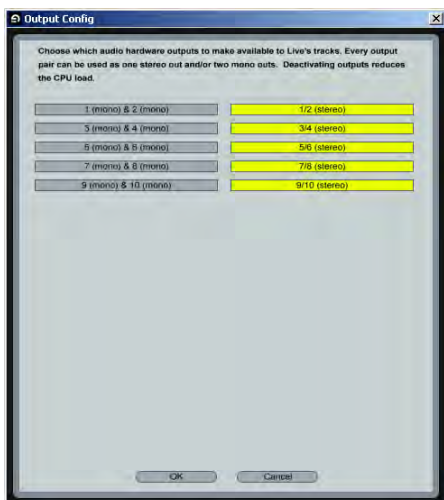 Output Config
Choose which audio hardware outputs to make available to Live's tracks. Every output
pair can be used as one stereo out and/or two mono outs. Deactivating outputs reduces
the CPU load.
1 (mono) & 2 (mono) 1/2 (stereo)
3 (mono) & 4 (mono) 3/4 (stereo)
5 (mono) & 6 (mono) 5/6 (stereo)
7 (mono) & 8 (mono) 7/8 (stereo)
9 (mono) & 10 (mono) 9/10 (stereo)
OK Cancel